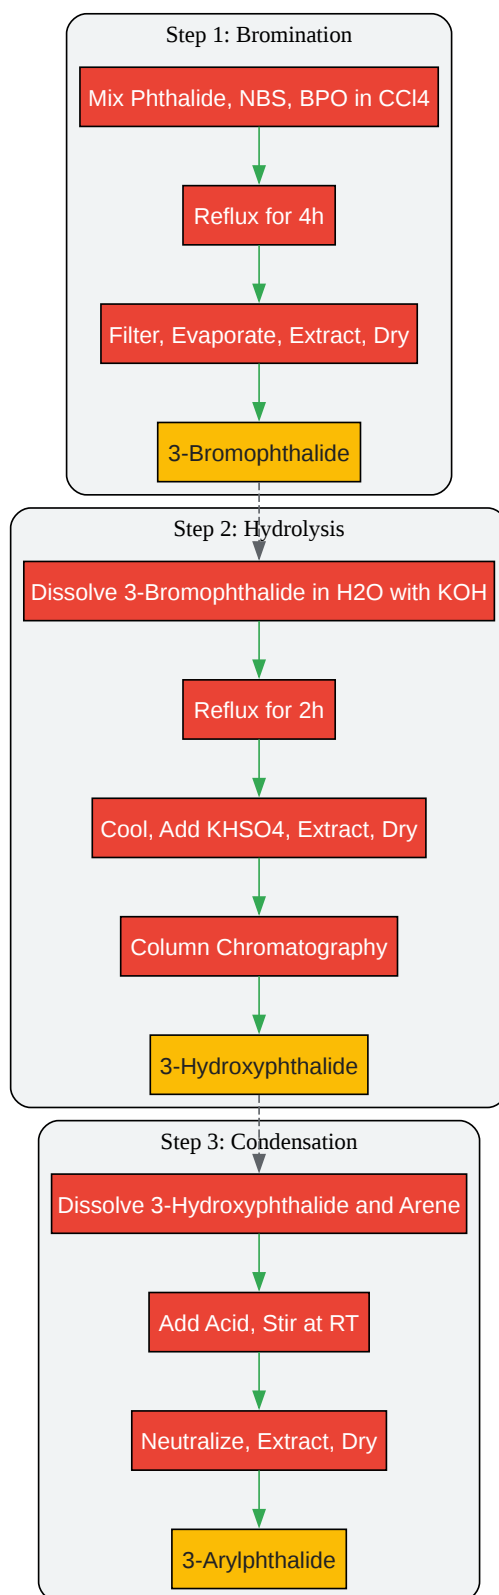 Step 1: Bromination
Mix Phthalide, NBS, BPO in CCl4
Reflux for 4h
Filter, Evaporate, Extract, Dry
3-Bromophthalide
Step 2: Hydrolysis
Dissolve 3-Bromophthalide in H2O with KOH
Reflux for 2h
Cool, Add KHSO4, Extract, Dry
Column Chromatography
3-Hydroxyphthalide
Step 3: Condensation
Dissolve 3-Hydroxyphthalide and Arene
Add Acid, Stir at RT
Neutralize, Extract, Dry
3-Arylphthalide